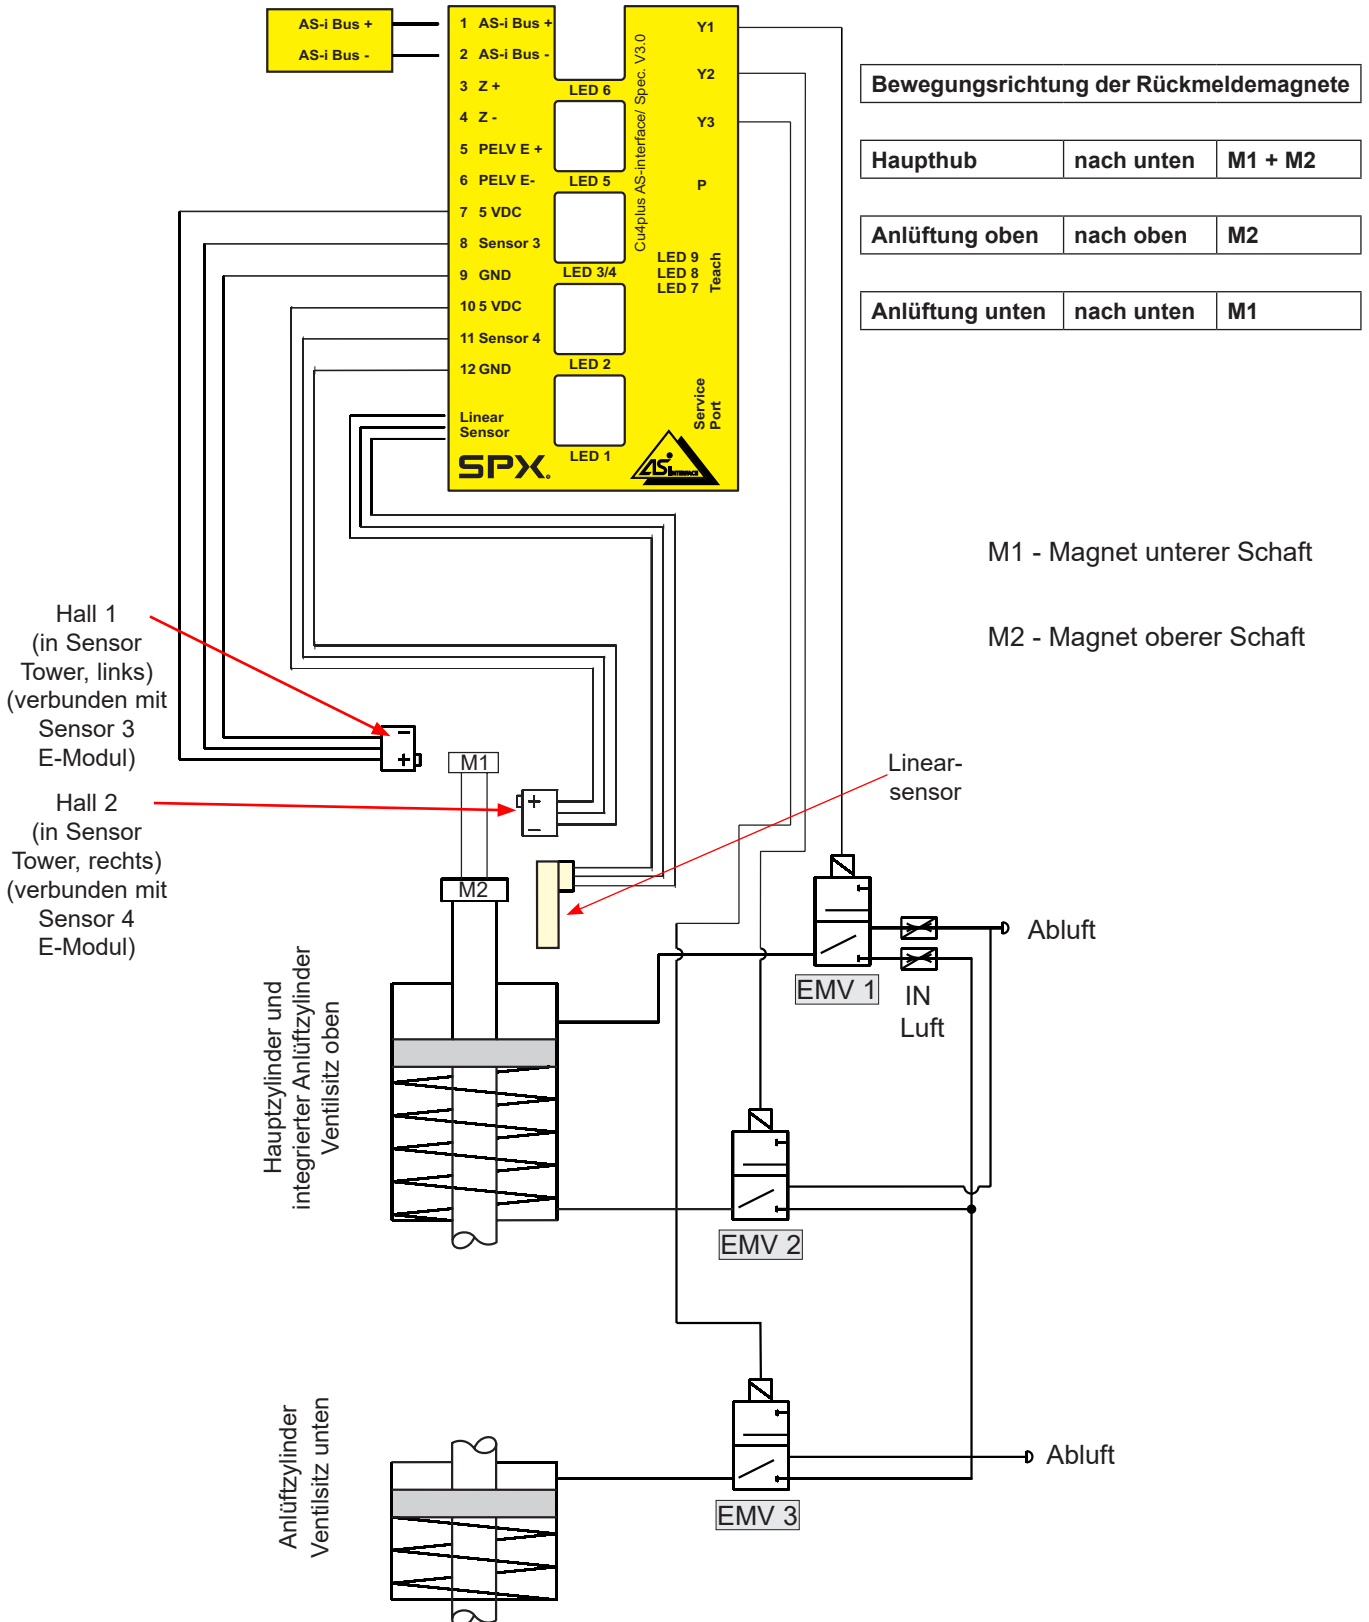 AS-i Bus +
AS-i Bus -
1 AS-i Bus +
2 AS-i Bus -
3 Z +
4 Z -
5 PELV E +
6 PELV E-
7 5 VDC
8 Sensor 3
9 GND
10 5 VDC
11 Sensor 4
12 GND
Linear
Sensor
SPX
LED 6
LED 5
LED 3/4
LED 2
LED 1
Cu4plus AS-interface/ Spec. V3.0
Y1
Y2
Y3
P
LED 9
LED 8
LED 7
Teach
Service
Port
ASi INTERFACE
Bewegungsrichtung der Rückmeldemagnete
Haupthub nach unten M1 + M2
Anlüftung oben nach oben M2
Anlüftung unten nach unten M1
M1 - Magnet unterer Schaft
M2 - Magnet oberer Schaft
Hall 1
(in Sensor
Tower, links)
(verbunden mit
Sensor 3
E-Modul)
Hall 2
(in Sensor
Tower, rechts)
(verbunden mit
Sensor 4
E-Modul)
−
+
M1
+
−
M2
Linear-
sensor
Abluft
EMV 1
IN
Luft
Hauptzylinder und
integrierter Anlüftzylinder
Ventilsitz oben
EMV 2
Anlüftzylinder
Ventilsitz unten
Abluft
EMV 3